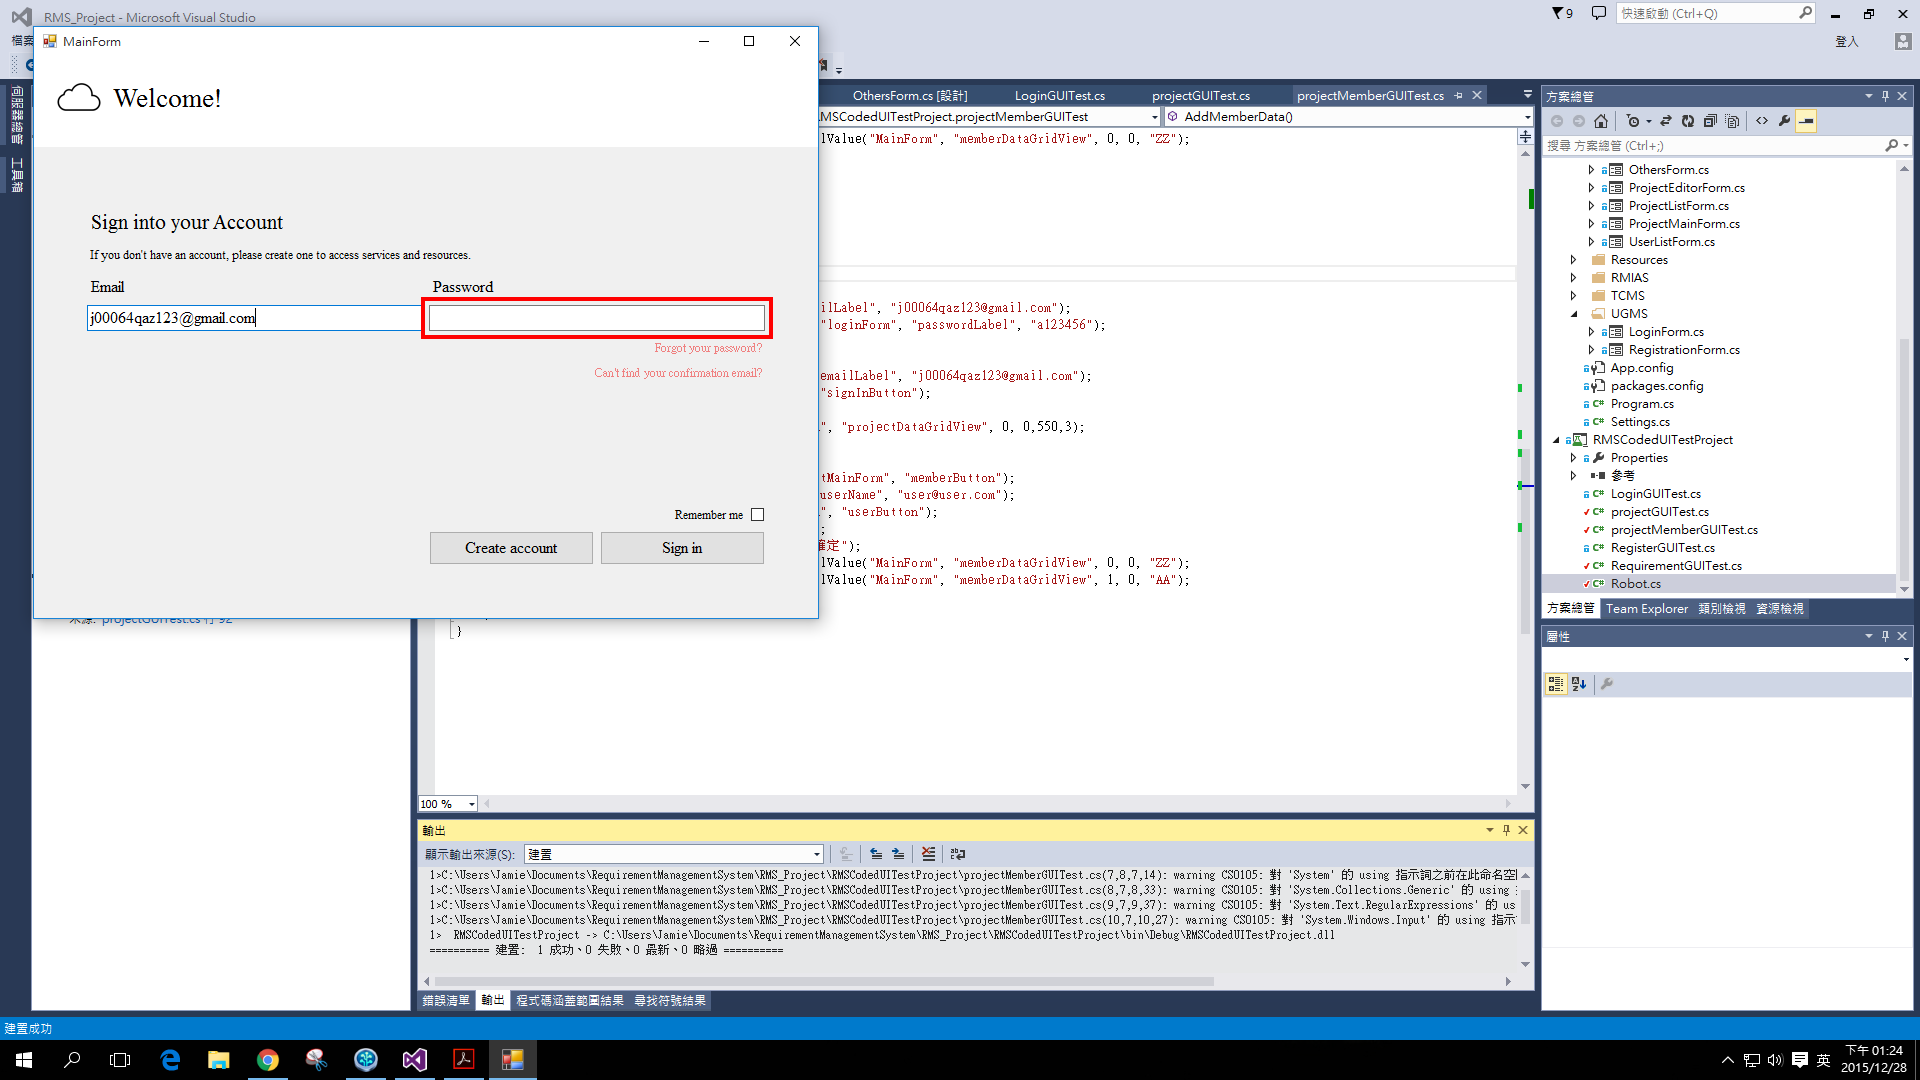 RMS_Project - Microsoft Visual Studio
9
快速啟動 (Ctrl+Q)
檔案
登入
MainForm
Welcome!
Sign into your Account
If you don't have an account, please create one to access services and resources.
Email
Password
j00064qaz123@gmail.com
Forgot your password?
Can't find your confirmation email?
Remember me
Create account
Sign in
伺服器總管
工具箱
來源: projectGUITest.cs 行 92
OthersForm.cs [設計]
LoginGUITest.cs
projectGUITest.cs
projectMemberGUITest.cs
MSCodedUITestProject.projectMemberGUITest
AddMemberData()
lValue("MainForm", "memberDataGridView", 0, 0, "ZZ");
ilLabel", "j00064qaz123@gmail.com");
"loginForm", "passwordLabel", "a123456");
emailLabel", "j00064qaz123@gmail.com");
"signInButton");
", "projectDataGridView", 0, 0,550,3);
tMainForm", "memberButton");
userName", "user@user.com");
", "userButton");
;
確定");
lValue("MainForm", "memberDataGridView", 0, 0, "ZZ");
lValue("MainForm", "memberDataGridView", 1, 0, "AA");
}
100 %
輸出
顯示輸出來源(S):
建置
1>C:\Users\Jamie\Documents\RequirementManagementSystem\RMS_Project\RMSCodedUITestProject\projectMemberGUITest.cs(7,8,7,14): warning CS0105: 對 'System' 的 using 指示詞之前在此命名空
1>C:\Users\Jamie\Documents\RequirementManagementSystem\RMS_Project\RMSCodedUITestProject\projectMemberGUITest.cs(8,7,8,33): warning CS0105: 對 'System.Collections.Generic' 的 using
1>C:\Users\Jamie\Documents\RequirementManagementSystem\RMS_Project\RMSCodedUITestProject\projectMemberGUITest.cs(9,7,9,37): warning CS0105: 對 'System.Text.RegularExpressions' 的 us
1>C:\Users\Jamie\Documents\RequirementManagementSystem\RMS_Project\RMSCodedUITestProject\projectMemberGUITest.cs(10,7,10,27): warning CS0105: 對 'System.Windows.Input' 的 using 指示
1>  RMSCodedUITestProject -> C:\Users\Jamie\Documents\RequirementManagementSystem\RMS_Project\RMSCodedUITestProject\bin\Debug\RMSCodedUITestProject.dll
========== 建置:  1 成功、0 失敗、0 最新、0 略過 ==========
錯誤清單 輸出 程式碼涵蓋範圍結果 尋找符號結果
方案總管
搜尋 方案總管 (Ctrl+;)
OthersForm.cs
ProjectEditorForm.cs
ProjectListForm.cs
ProjectMainForm.cs
UserListForm.cs
Resources
RMIAS
TCMS
UGMS
LoginForm.cs
RegistrationForm.cs
App.config
packages.config
Program.cs
Settings.cs
RMSCodedUITestProject
Properties
參考
LoginGUITest.cs
projectGUITest.cs
projectMemberGUITest.cs
RegisterGUITest.cs
RequirementGUITest.cs
Robot.cs
方案總管 Team Explorer 類別檢視 資源檢視
屬性
建置成功
英
下午 01:24
2015/12/28